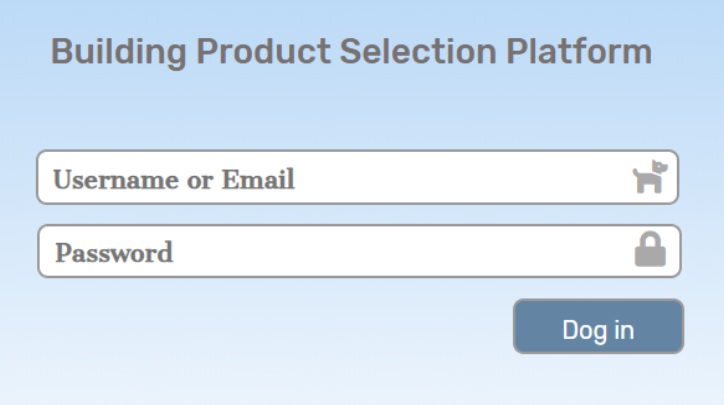 Building Product Selection Platform
Username or Email
Password
Dog in